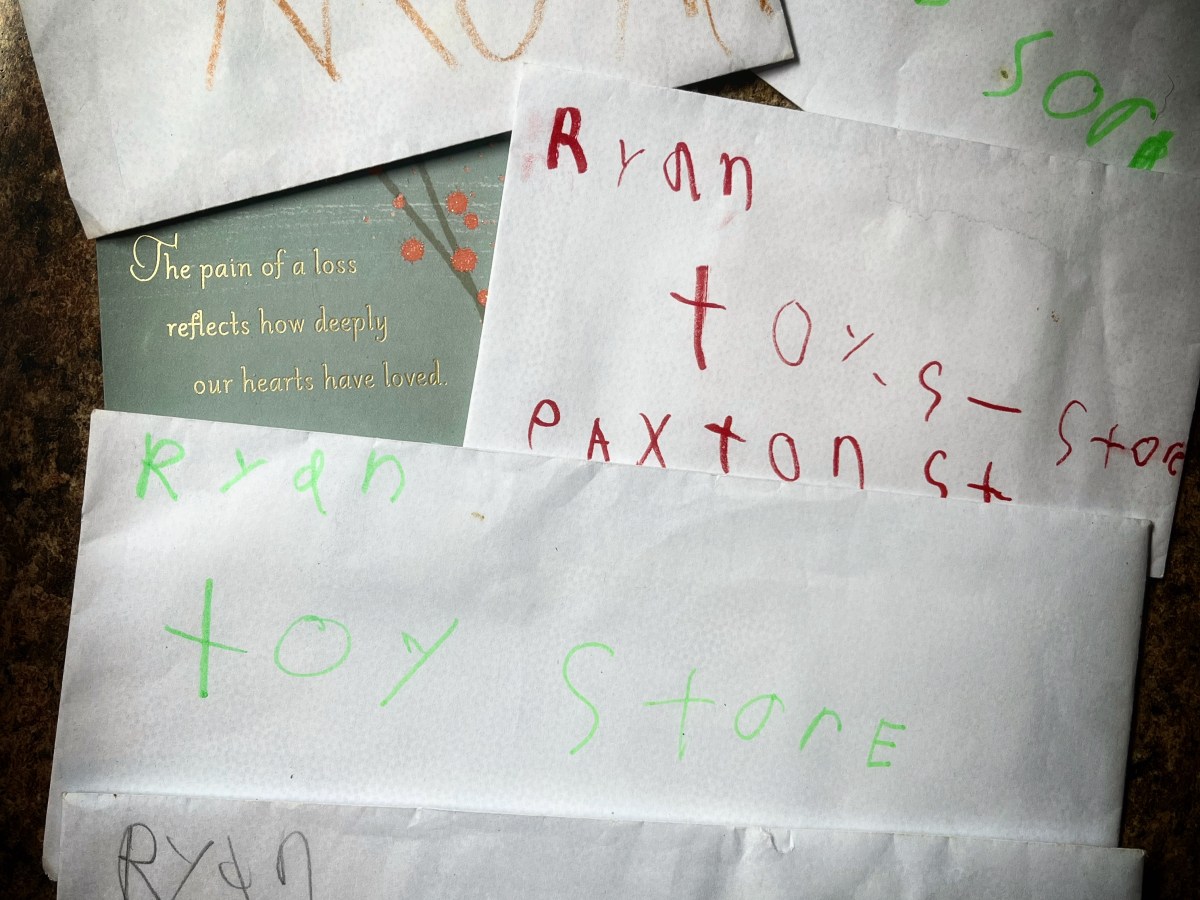 Ryan
toys - Store
PAXton St
The pain of a loss
reflects how deeply
our hearts have loved.
Ryan
toy StorE
Ryan